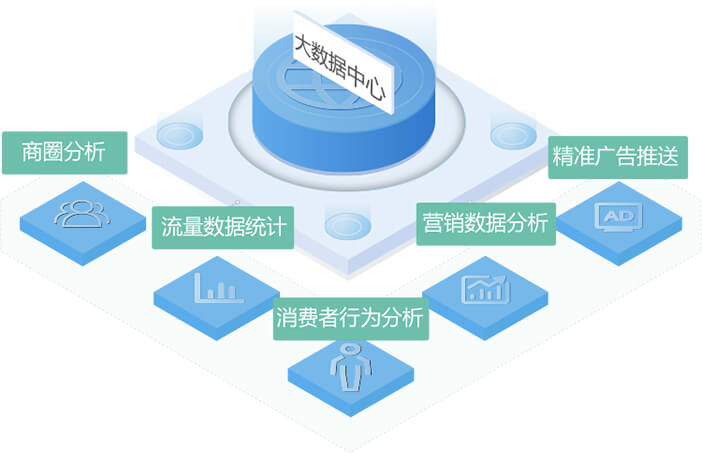 大数据中心
商圈分析
精准广告推送
流量数据统计
营销数据分析
AD
消费者行为分析